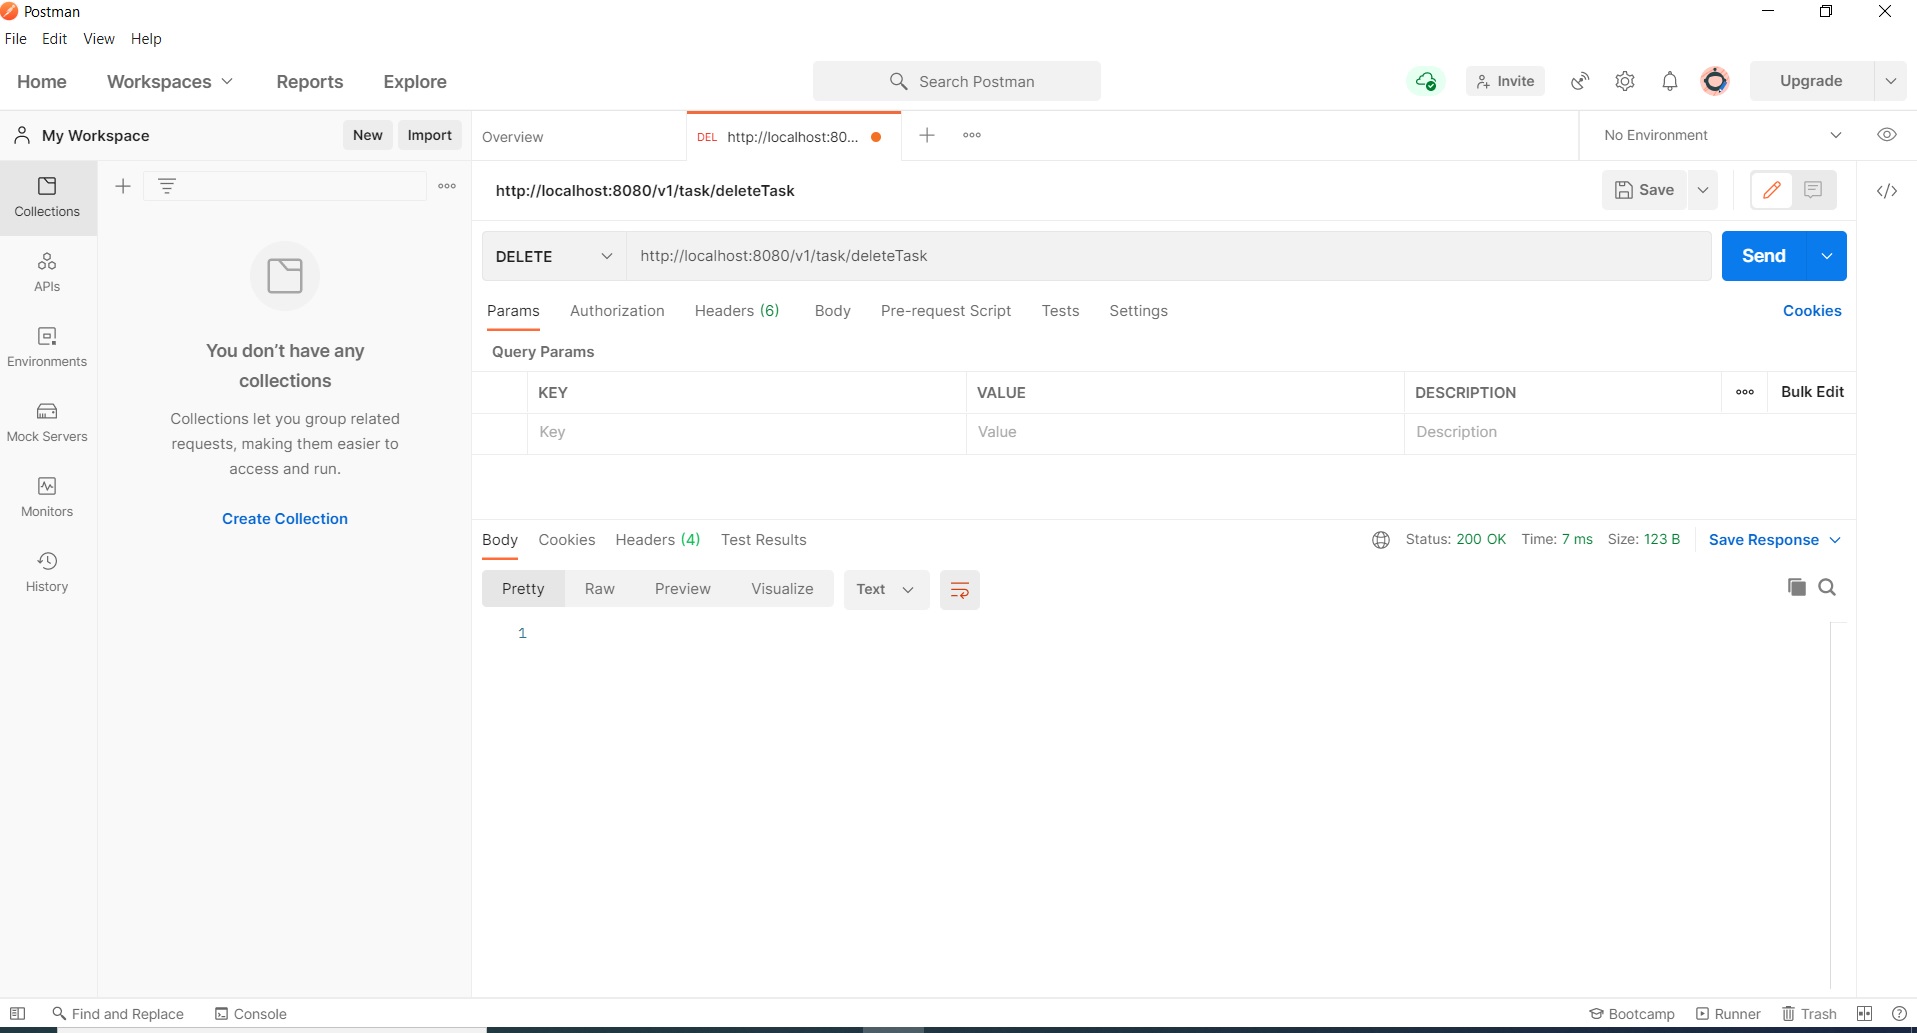 Postman
File Edit View Help
Home Workspaces Reports Explore Search Postman Invite Upgrade
My Workspace New Import Overview DEL http://localhost:80... No Environment
Collections
http://localhost:8080/v1/task/deleteTask Save
APIs
Environments
Mock Servers
Monitors
History
You don’t have any
collections
Collections let you group related
requests, making them easier to
access and run.
Create Collection
DELETE http://localhost:8080/v1/task/deleteTask Send
Params Authorization Headers (6) Body Pre-request Script Tests Settings Cookies
Query Params
KEY VALUE DESCRIPTION Bulk Edit
Key Value Description
Body Cookies Headers (4) Test Results Status: 200 OK Time: 7 ms Size: 123 B Save Response
Pretty Raw Preview Visualize Text
1
Find and Replace Console Bootcamp Runner Trash